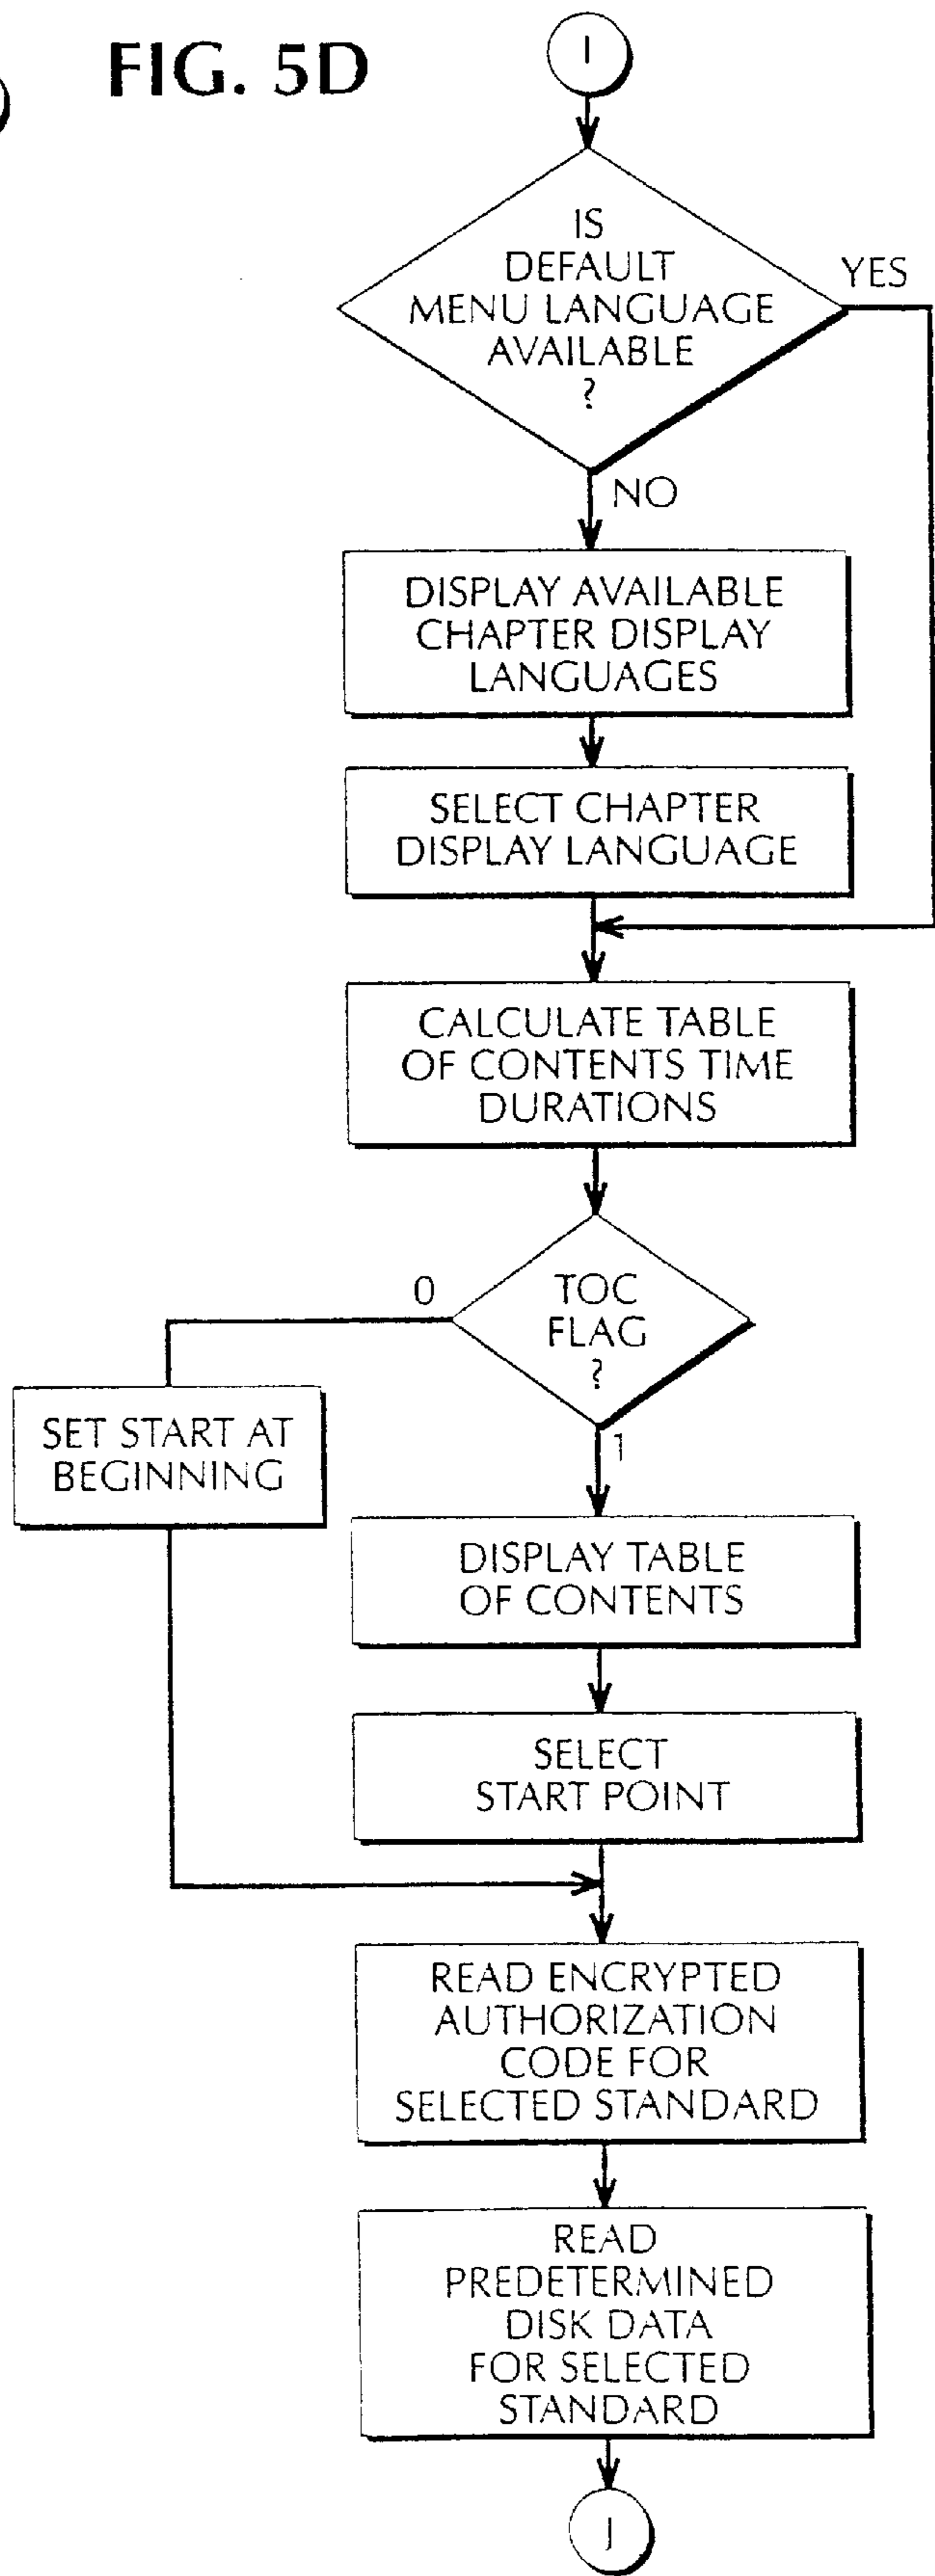 FIG. 5D
I
IS
DEFAULT
MENU LANGUAGE
AVAILABLE
?
YES
NO
DISPLAY AVAILABLE
CHAPTER DISPLAY
LANGUAGES
SELECT CHAPTER
DISPLAY LANGUAGE
CALCULATE TABLE
OF CONTENTS TIME
DURATIONS
0
TOC
FLAG
?
1
SET START AT
BEGINNING
DISPLAY TABLE
OF CONTENTS
SELECT
START POINT
READ ENCRYPTED
AUTHORIZATION
CODE FOR
SELECTED STANDARD
READ
PREDETERMINED
DISK DATA
FOR SELECTED
STANDARD
J